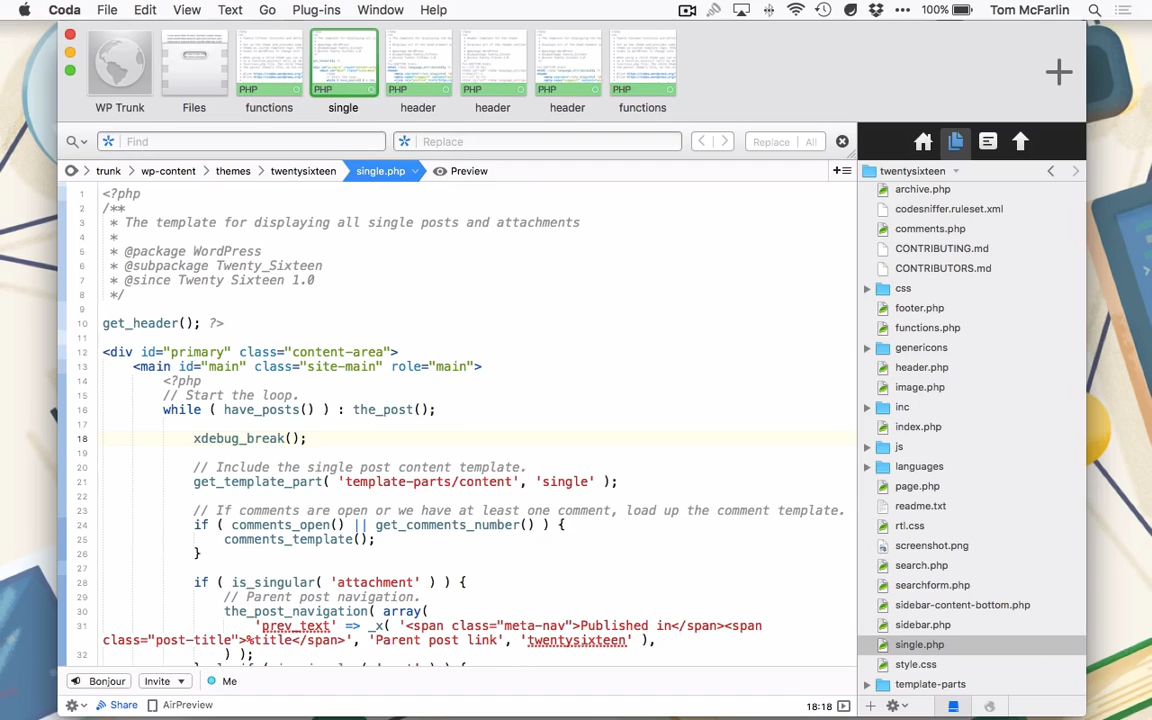 Coda File Edit View Text Go Plug-ins Window Help 100% Tom McFarlin
PHP PHP PHP PHP PHP PHP
WP Trunk Files functions single header header header functions
Find Replace Replace All
trunk wp-content themes twentysixteen single.php Preview
1 <?php
2 /**
3 * The template for displaying all single posts and attachments
4 *
5 * @package WordPress
6 * @subpackage Twenty_Sixteen
7 * @since Twenty Sixteen 1.0
8 */
9
10 get_header(); ?>
11
12 <div id="primary" class="content-area">
13 <main id="main" class="site-main" role="main">
14 <?php
15 // Start the loop.
16 while ( have_posts() ) : the_post();
17
18 xdebug_break();
19
20 // Include the single post content template.
21 get_template_part( 'template-parts/content', 'single' );
22
23 // If comments are open or we have at least one comment, load up the comment template.
24 if ( comments_open() || get_comments_number() ) {
25 comments_template();
26 }
27
28 if ( is_singular( 'attachment' ) ) {
29 // Parent post navigation.
30 the_post_navigation( array(
31 'prev_text' => _x( '<span class="meta-nav">Published in</span><span
class="post-title">%title</span>', 'Parent post link', 'twentysixteen' ),
32 ) );
twentysixteen
archive.php
codesniffer.ruleset.xml
comments.php
CONTRIBUTING.md
CONTRIBUTORS.md
css
footer.php
functions.php
genericons
header.php
image.php
inc
index.php
js
languages
page.php
readme.txt
rtl.css
screenshot.png
search.php
searchform.php
sidebar-content-bottom.php
sidebar.php
single.php
style.css
template-parts
Bonjour Invite Me
Share AirPreview 18:18